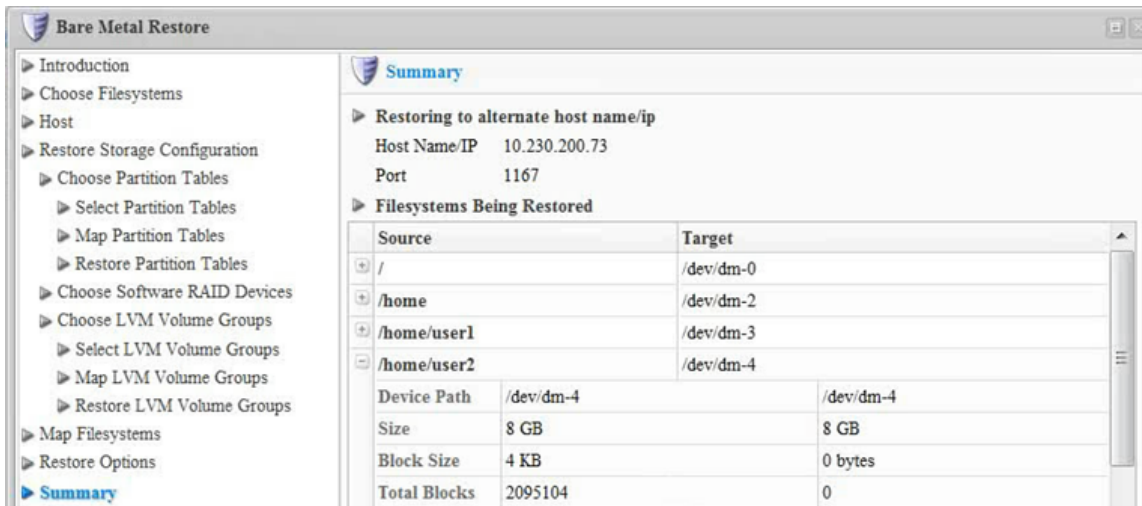 Bare Metal Restore
Introduction
Choose Filesystems
Host
Restore Storage Configuration
Choose Partition Tables
Select Partition Tables
Map Partition Tables
Restore Partition Tables
Choose Software RAID Devices
Choose LVM Volume Groups
Select LVM Volume Groups
Map LVM Volume Groups
Restore LVM Volume Groups
Map Filesystems
Restore Options
Summary
Summary
Restoring to alternate host name/ip
Host Name/IP 10.230.200.73
Port 1167
Filesystems Being Restored
Source Target
/ /dev/dm-0
/home /dev/dm-2
/home/user1 /dev/dm-3
/home/user2 /dev/dm-4
Device Path /dev/dm-4 /dev/dm-4
Size 8 GB 8 GB
Block Size 4 KB 0 bytes
Total Blocks 2095104 0